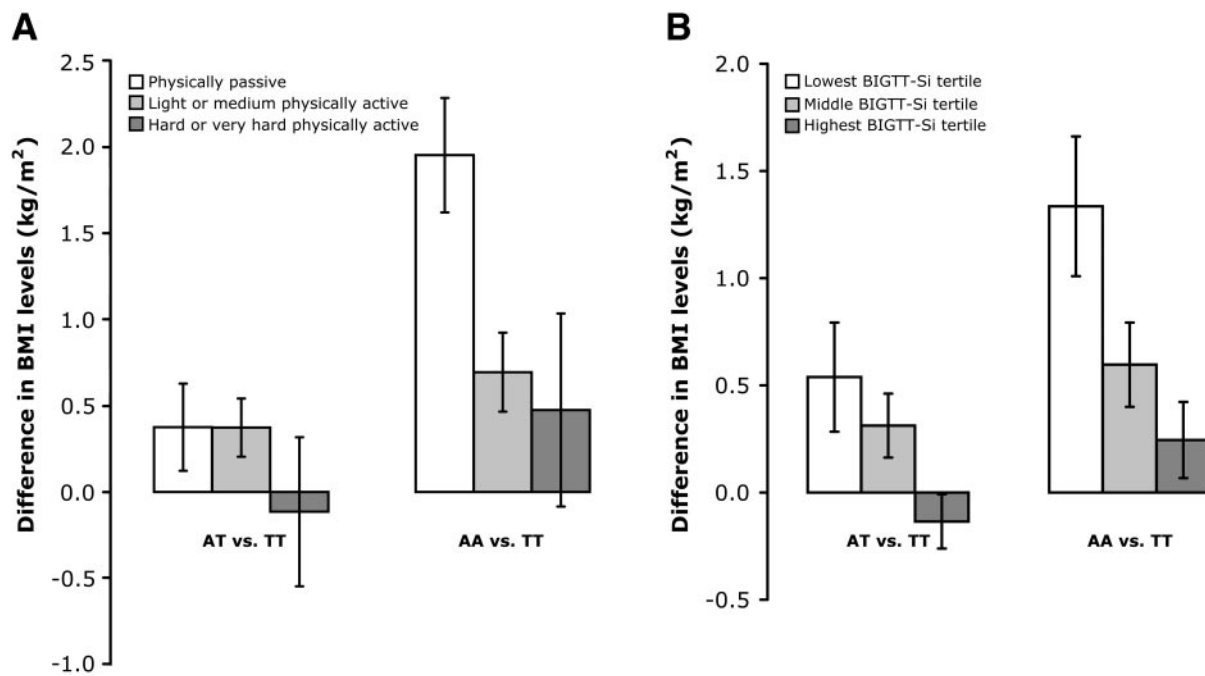 A
Difference in BMI levels (kg/m²)
2.5
2.0
1.5
1.0
0.5
0.0
-0.5
-1.0
Physically passive
Light or medium physically active
Hard or very hard physically active
AT vs. TT
AA vs. TT
B
Difference in BMI levels (kg/m²)
2.0
1.5
1.0
0.5
0.0
-0.5
Lowest BIGTT-Si tertile
Middle BIGTT-Si tertile
Highest BIGTT-Si tertile
AT vs. TT
AA vs. TT